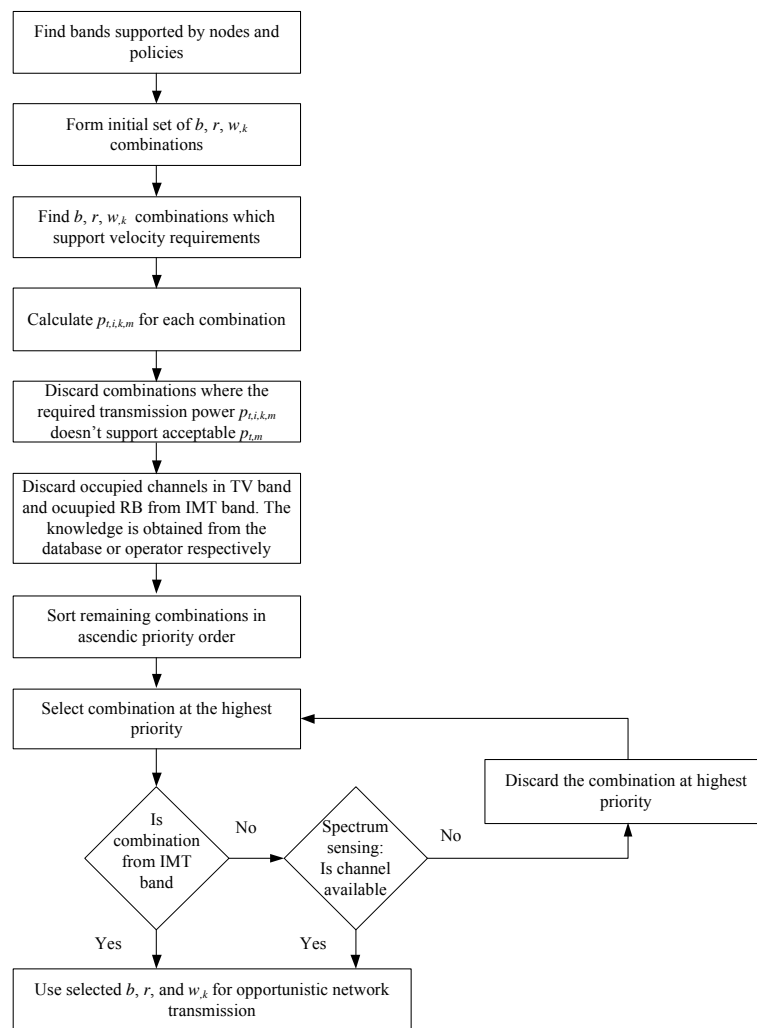 Find bands supported by nodes and
policies
Form initial set of b, r, w,k
combinations
Find b, r, w,k combinations which
support velocity requirements
Calculate pt,i,k,m for each combination
Discard combinations where the
required transmission power pt,i,k,m
doesn't support acceptable pt,m
Discard occupied channels in TV band
and ocuupied RB from IMT band. The
knowledge is obtained from the
database or operator respectively
Sort remaining combinations in
ascendic priority order
Select combination at the highest
priority
Discard the combination at highest
priority
Is
combination
from IMT
band
No
Spectrum
sensing:
Is channel
available
No
Yes
Yes
Use selected b, r, and w,k for opportunistic network
transmission